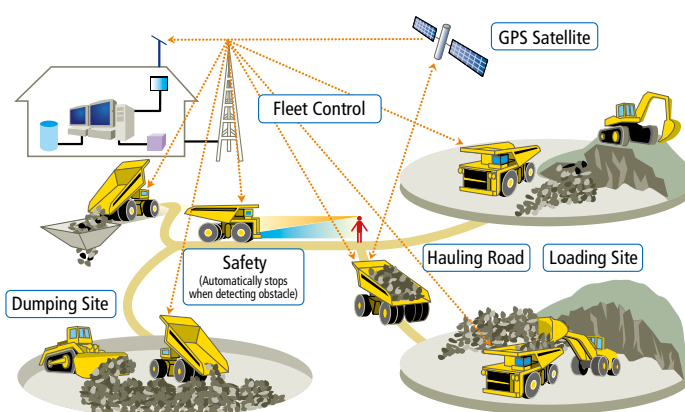 GPS Satellite
Fleet Control
Safety
(Automatically stops
when detecting obstacle)
Hauling Road
Loading Site
Dumping Site